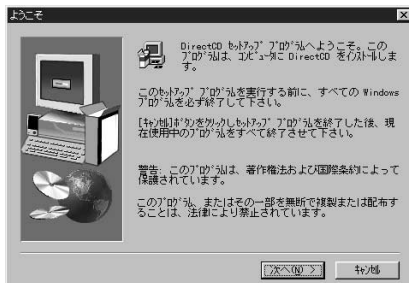 ようこそ
DirectCD ｾｯﾄｱｯﾌﾟ ﾌﾟﾛｸﾞﾗﾑへようこそ。この
ﾌﾟﾛｸﾞﾗﾑは、ｺﾝﾋﾟｭｰﾀに DirectCD をｲﾝｽﾄｰﾙしま
す。
このｾｯﾄｱｯﾌﾟ ﾌﾟﾛｸﾞﾗﾑを実行する前に、すべての Windows
ﾌﾟﾛｸﾞﾗﾑを必ず終了して下さい。
[ｷｬﾝｾﾙ]ﾎﾞﾀﾝをｸﾘｯｸしｾｯﾄｱｯﾌﾟ ﾌﾟﾛｸﾞﾗﾑを終了した後、現
在使用中のﾌﾟﾛｸﾞﾗﾑをすべて終了させて下さい。
警告: このﾌﾟﾛｸﾞﾗﾑは、著作権法および国際条約によって
保護されています。
このﾌﾟﾛｸﾞﾗﾑ、またはその一部を無断で複製または配布す
ることは、法律により禁止されています。
次へ(N) >
ｷｬﾝｾﾙ